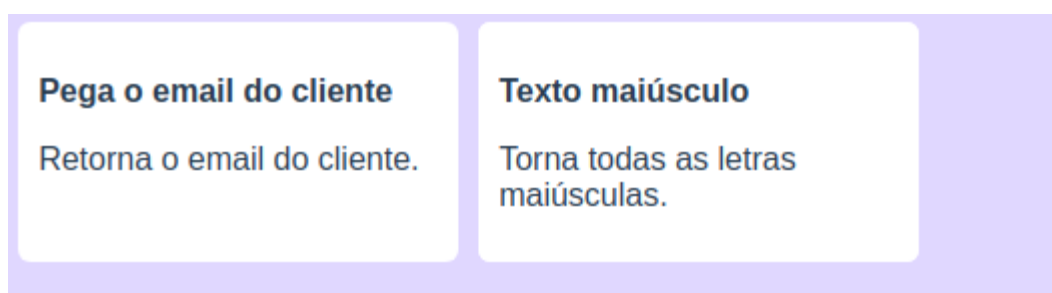 Pega o email do cliente
Retorna o email do cliente.
Texto maiúsculo
Torna todas as letras
maiúsculas.